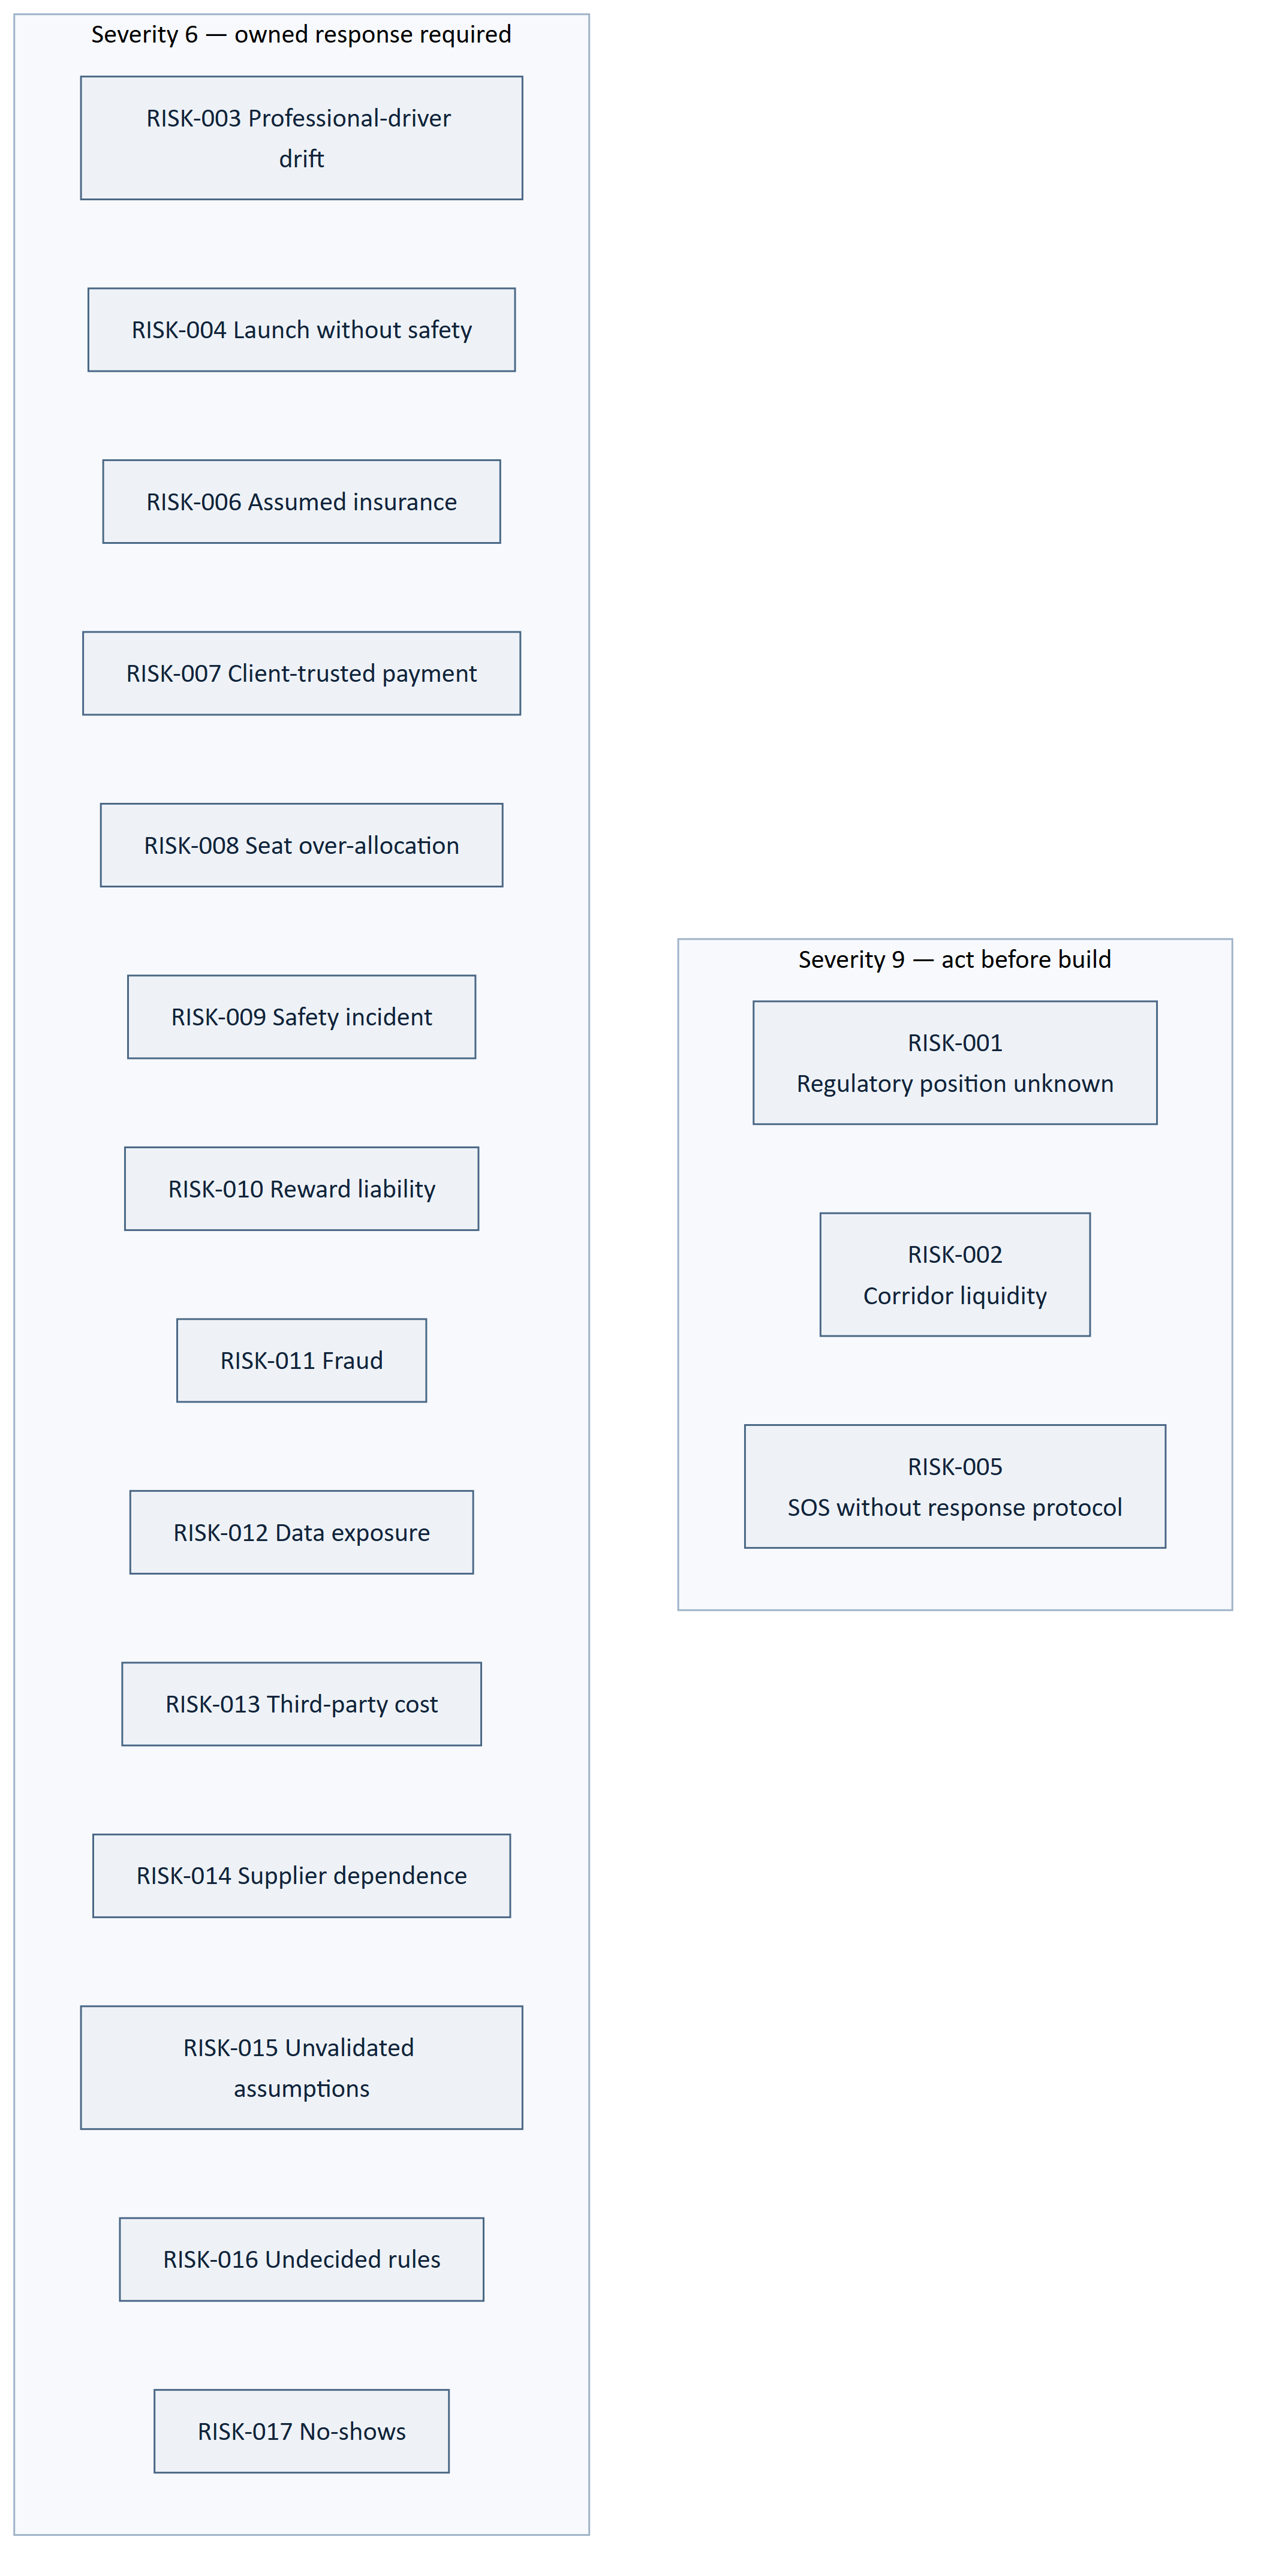 Severity 6 — owned response required
RISK-003 Professional-driver
drift
RISK-004 Launch without safety
RISK-006 Assumed insurance
RISK-007 Client-trusted payment
RISK-008 Seat over-allocation
RISK-009 Safety incident
RISK-010 Reward liability
RISK-011 Fraud
RISK-012 Data exposure
RISK-013 Third-party cost
RISK-014 Supplier dependence
RISK-015 Unvalidated
assumptions
RISK-016 Undecided rules
RISK-017 No-shows
Severity 9 — act before build
RISK-001
Regulatory position unknown
RISK-002
Corridor liquidity
RISK-005
SOS without response protocol